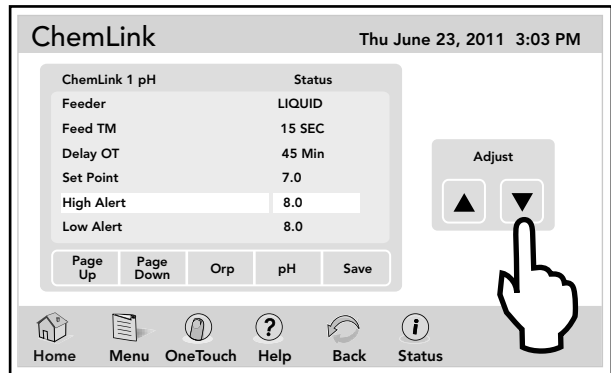 ChemLink Thu June 23, 2011 3:03 PM
ChemLink 1 pH Status
Feeder LIQUID
Feed TM 15 SEC
Delay OT 45 Min
Set Point 7.0
High Alert 8.0
Low Alert 8.0
Page Up Page Down Orp pH Save
Adjust
Home Menu OneTouch Help Back Status